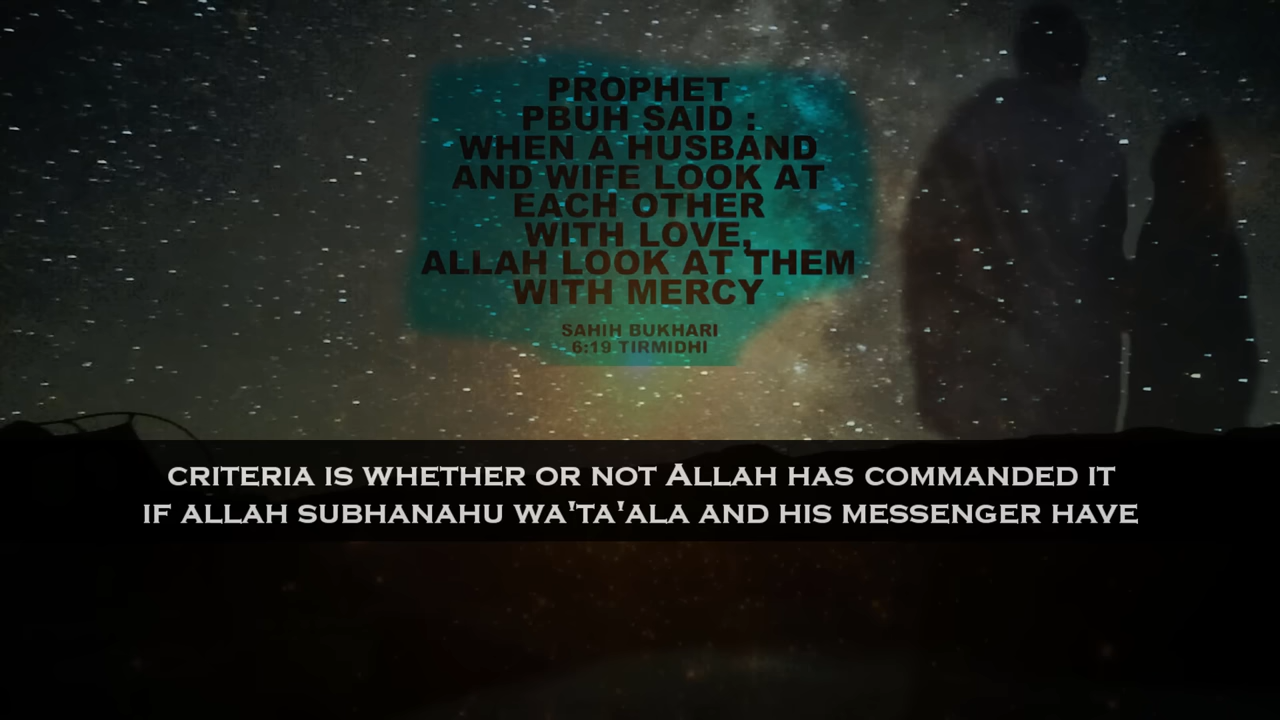 PROPHET
PBUH SAID :
WHEN A HUSBAND
AND WIFE LOOK AT
EACH OTHER
WITH LOVE,
ALLAH LOOK AT THEM
WITH MERCY
SAHIH BUKHARI
6:19 TIRMIDHI
CRITERIA IS WHETHER OR NOT ALLAH HAS COMMANDED IT
IF ALLAH SUBHANAHU WA'TA'ALA AND HIS MESSENGER HAVE